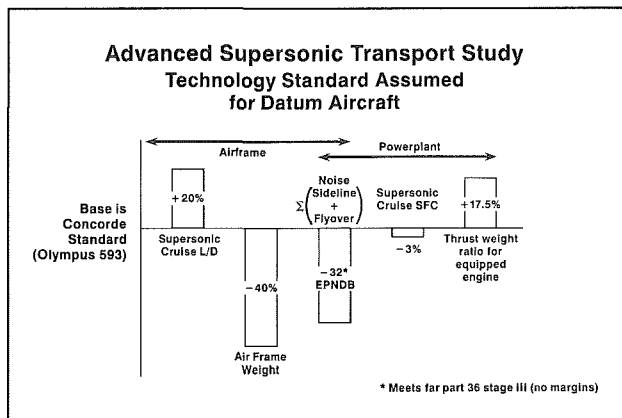 Advanced Supersonic Transport Study
Technology Standard Assumed
for Datum Aircraft
Airframe
Powerplant
Base is
Concorde
Standard
(Olympus 593)
+20%
Supersonic
Cruise L/D
−40%
Air Frame
Weight
Noise
Σ(Sideline
+
Flyover)
−32*
EPNDB
Supersonic
Cruise SFC
−3%
+17.5%
Thrust weight
ratio for
equipped
engine
* Meets far part 36 stage iii (no margins)